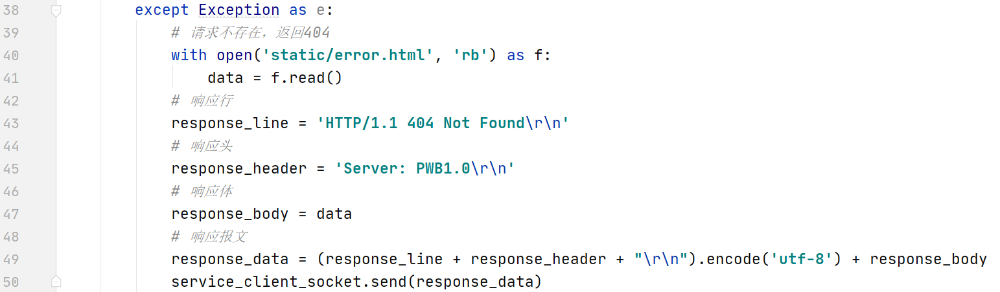 38 except Exception as e:
39 # 请求不存在，返回404
40 with open('static/error.html', 'rb') as f:
41 data = f.read()
42 # 响应行
43 response_line = 'HTTP/1.1 404 Not Found\r\n'
44 # 响应头
45 response_header = 'Server: PWB1.0\r\n'
46 # 响应体
47 response_body = data
48 # 响应报文
49 response_data = (response_line + response_header + "\r\n").encode('utf-8') + response_body
50 service_client_socket.send(response_data)